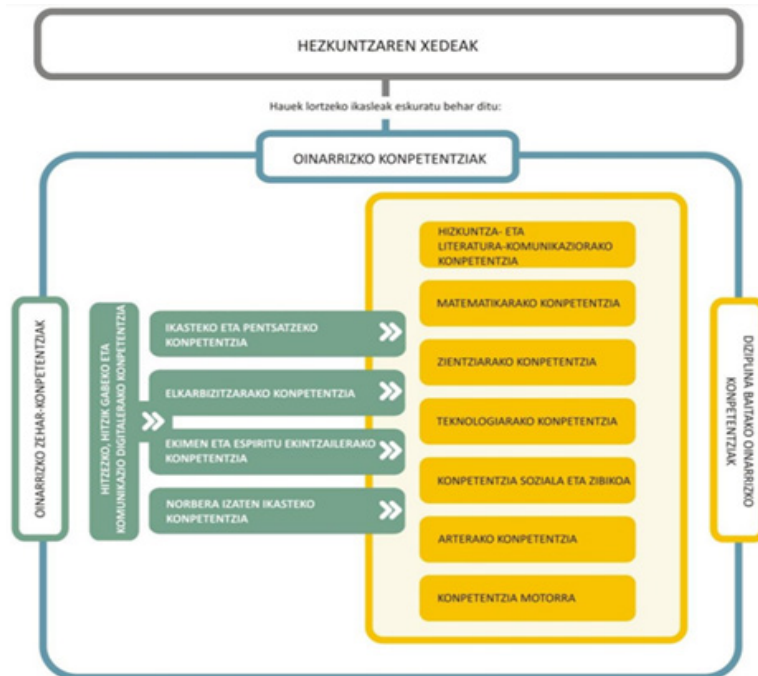 HEZKUNTZAREN XEDEAK
Hauek lortzeko ikasleak eskuratu behar ditu:
OINARRIZKO KONPETENTZIAK
OINARRIZKO ZEHAR-KONPETENTZIAK
HITZEZKO, HITZIK GABEKO ETA
KOMUNIKAZIO DIGITALERAKO KONPETENTZIA
IKASTEKO ETA PENTSATZEKO
KONPETENTZIA
ELKARBIZITZARAKO KONPETENTZIA
EKIMEN ETA ESPIRITU EKINTZAILERAKO
KONPETENTZIA
NORBERA IZATEN IKASTEKO
KONPETENTZIA
HIZKUNTZA- ETA
LITERATURA-KOMUNIKAZIORAKO
KONPETENTZIA
MATEMATIKARAKO KONPETENTZIA
ZIENTZIARAKO KONPETENTZIA
TEKNOLOGIARAKO KONPETENTZIA
KONPETENTZIA SOZIALA ETA ZIBIKOA
ARTERAKO KONPETENTZIA
KONPETENTZIA MOTORRA
DIZIPLINA BAITAKO OINARRIZKO
KONPETENTZIAK